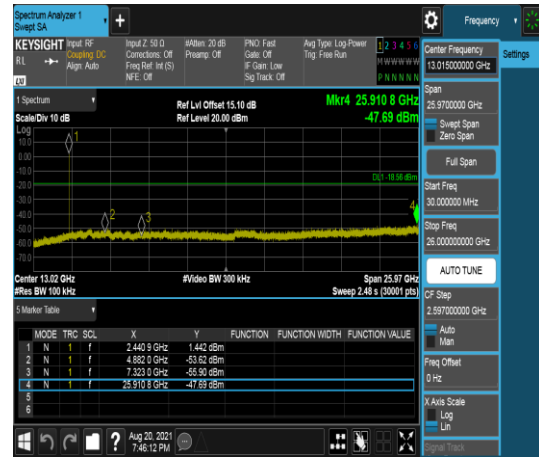 Spectrum Analyzer 1
Swept SA
+
Frequency
KEYSIGHT Input: RF
RL Coupling: DC
Align: Auto
Input Z: 50 Ω
Corrections: Off
Freq Ref: Int (S)
NFE: Off
#Atten: 20 dB
Preamp: Off
PNO: Fast
Gate: Off
IF Gain: Low
Sig Track: Off
Avg Type: Log-Power
Trig: Free Run
1 2 3 4 5 6
M W W W W W
P N N N N N
LXI
1 Spectrum
Scale/Div 10 dB
Ref Lvl Offset 15.10 dB
Ref Level 20.00 dBm
Mkr4 25.910 8 GHz
-47.69 dBm
Log
10.0
0.00
-10.0
-20.0
-30.0
-40.0
-50.0
-60.0
-70.0
1
2
3
4
DL1 -18.56 dBm
Center 13.02 GHz
#Res BW 100 kHz
#Video BW 300 kHz
Span 25.97 GHz
Sweep 2.48 s (30001 pts)
5 Marker Table
MODE TRC SCL X Y FUNCTION FUNCTION WIDTH FUNCTION VALUE
1 N 1 f 2.440 9 GHz 1.442 dBm
2 N 1 f 4.882 0 GHz -53.62 dBm
3 N 1 f 7.323 0 GHz -55.90 dBm
4 N 1 f 25.910 8 GHz -47.69 dBm
5
6
?
Aug 20, 2021
7:46:12 PM
Center Frequency
13.015000000 GHz
Settings
Span
25.9700000 GHz
Swept Span
Zero Span
Full Span
Start Freq
30.000000 MHz
Stop Freq
26.000000000 GHz
AUTO TUNE
CF Step
2.597000000 GHz
Auto
Man
Freq Offset
0 Hz
X Axis Scale
Log
Lin
Signal Track